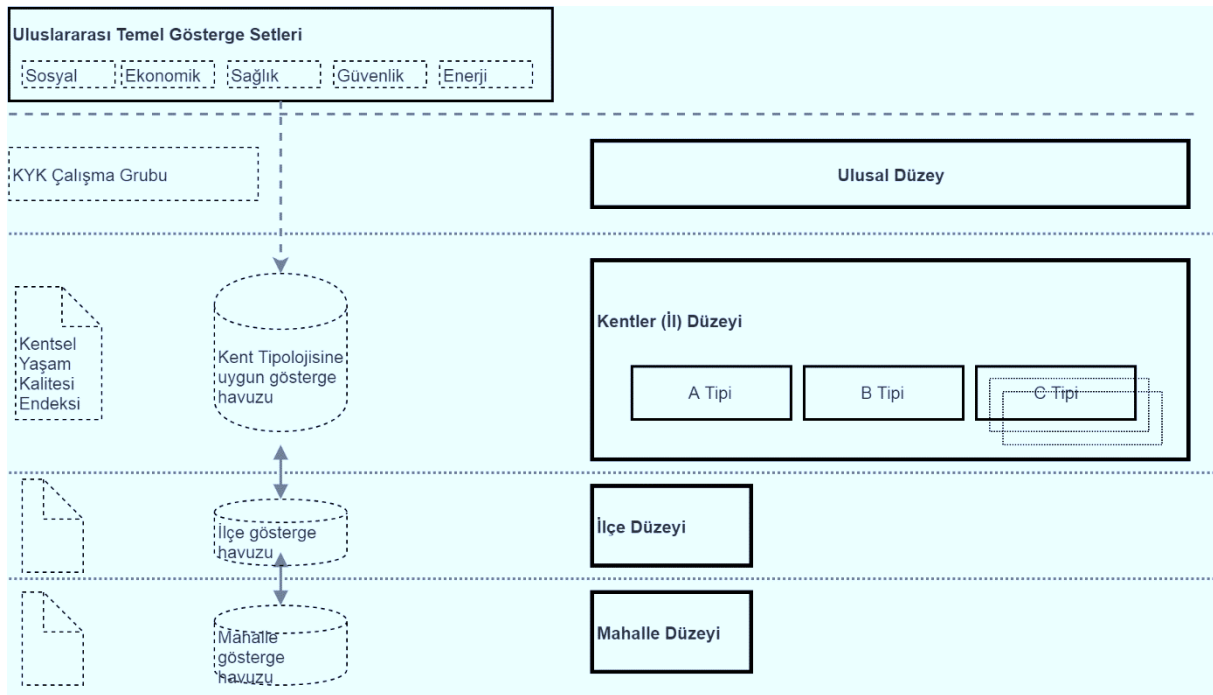 Uluslararası Temel Gösterge Setleri
Sosyal Ekonomik Sağlık Güvenlik Enerji
KYK Çalışma Grubu
Ulusal Düzey
Kentsel
Yaşam
Kalitesi
Endeksi
Kent Tipolojisine
uygun gösterge
havuzu
Kentler (İl) Düzeyi
A Tipi B Tipi C Tipi
İlçe gösterge
havuzu
İlçe Düzeyi
Mahalle
gösterge
havuzu
Mahalle Düzeyi